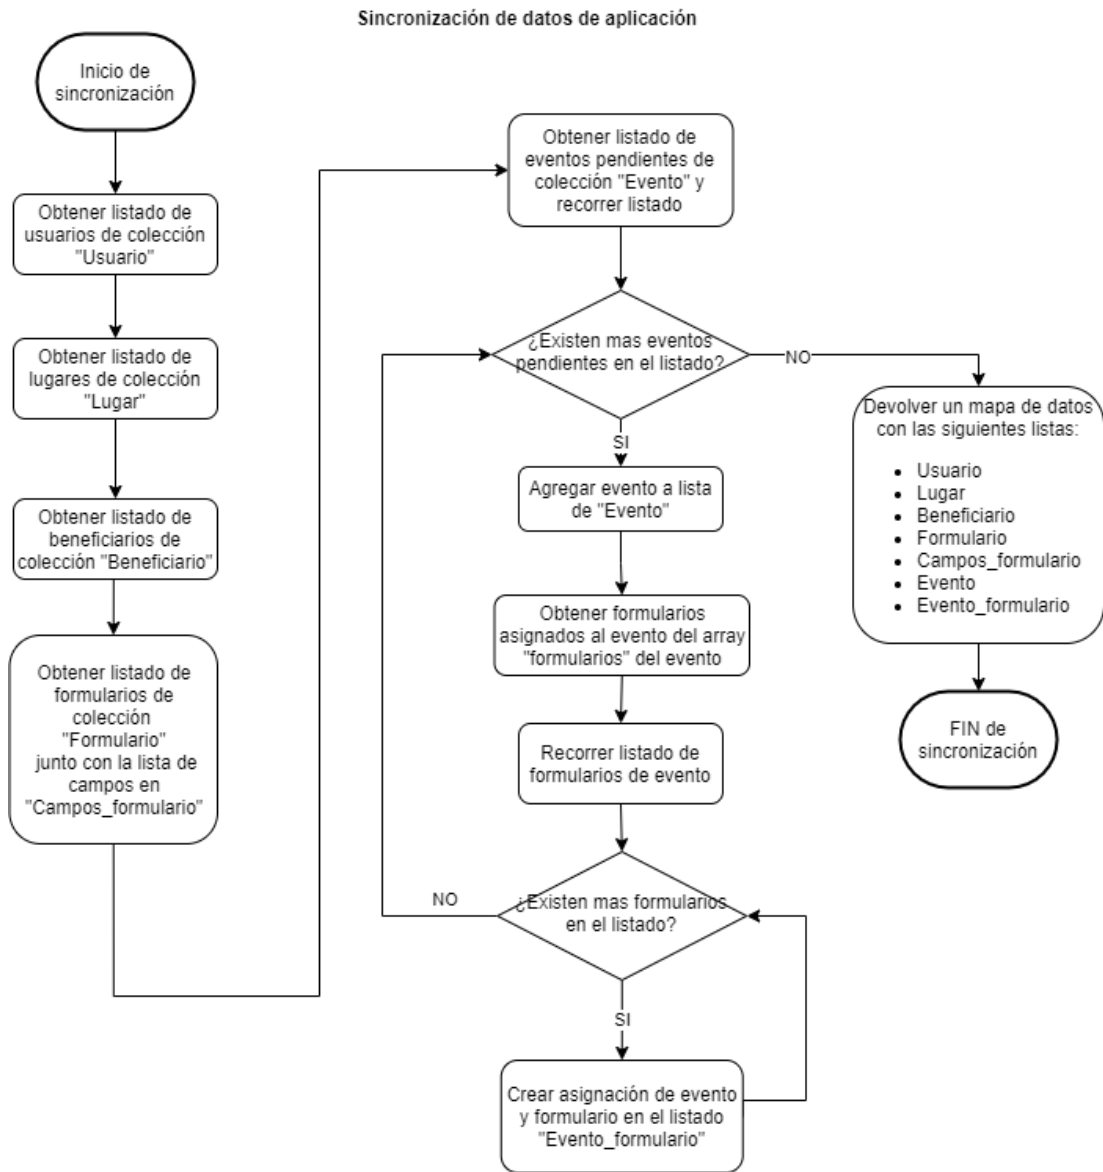 Sincronización de datos de aplicación
Inicio de
sincronización
Obtener listado de
usuarios de colección
"Usuario"
Obtener listado de
lugares de colección
"Lugar"
Obtener listado de
beneficiarios de
colección "Beneficiario"
Obtener listado de
formularios de
colección
"Formulario"
junto con la lista de
campos en
"Campos_formulario"
Obtener listado de
eventos pendientes de
colección "Evento" y
recorrer listado
¿Existen mas eventos
pendientes en el listado?
NO
SI
Agregar evento a lista
de "Evento"
Obtener formularios
asignados al evento del array
"formularios" del evento
Recorrer listado de
formularios de evento
¿Existen mas formularios
en el listado?
NO
SI
Crear asignación de evento
y formulario en el listado
"Evento_formulario"
Devolver un mapa de datos
con las siguientes listas:
• Usuario
• Lugar
• Beneficiario
• Formulario
• Campos_formulario
• Evento
• Evento_formulario
FIN de
sincronización